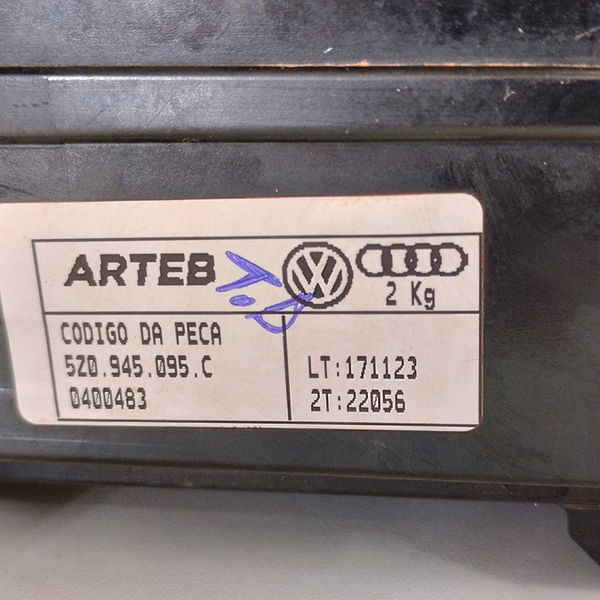 ARTEB
2 Kg
CODIGO DA PECA
5Z0.945.095.C
0400483
LT:171123
2T:22056